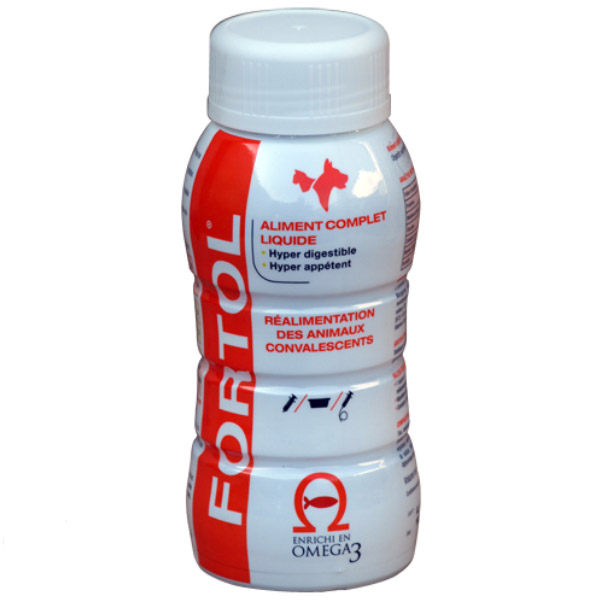 FORTOL®
ALIMENT COMPLET
LIQUIDE
Hyper digestible
Hyper appétent
RÉALIMENTATION
DES ANIMAUX
CONVALESCENTS
ENRICHI EN
OMEGA3